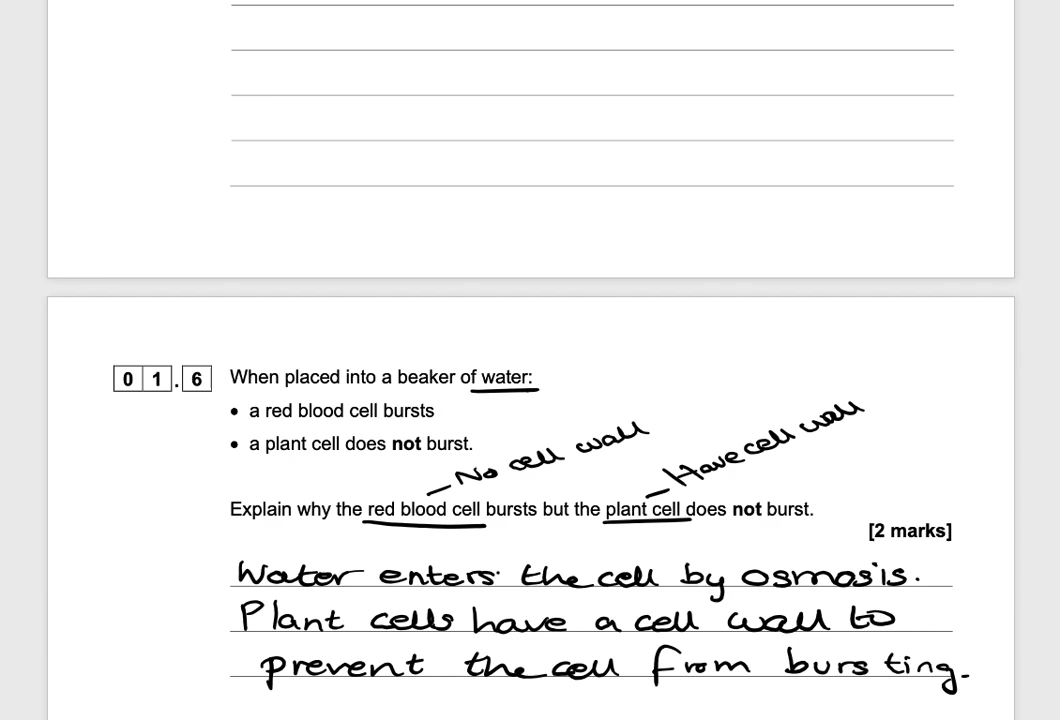 0 1 . 6 When placed into a beaker of water:
• a red blood cell bursts
• a plant cell does not burst.
No cell wall
Have cell wall
Explain why the red blood cell bursts but the plant cell does not burst.
[2 marks]
Water enters the cell by osmosis.
Plant cells have a cell wall to
prevent the cell from bursting.